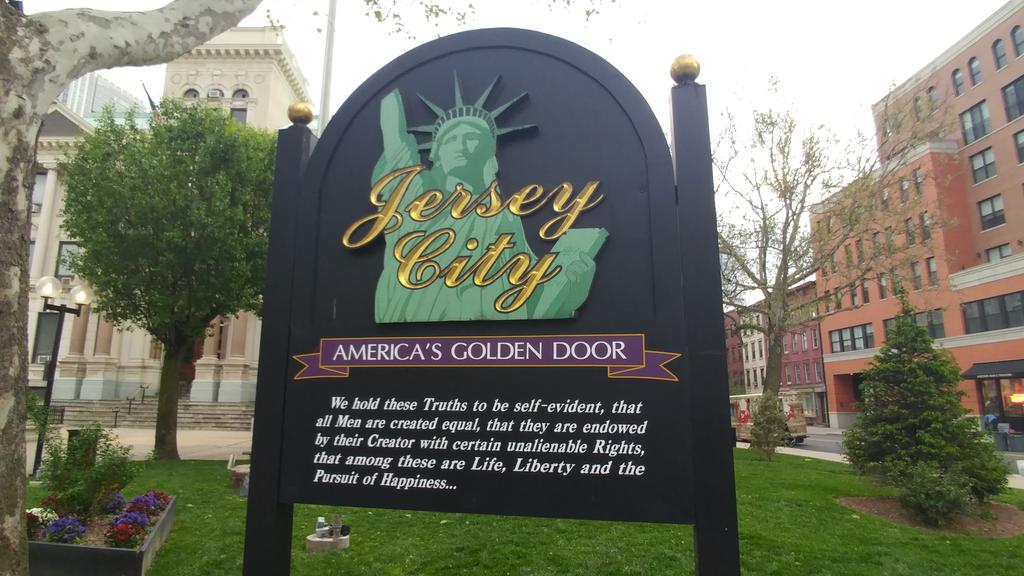 Jersey
City
AMERICA'S GOLDEN DOOR
We hold these Truths to be self-evident, that
all Men are created equal, that they are endowed
by their Creator with certain unalienable Rights,
that among these are Life, Liberty and the
Pursuit of Happiness...